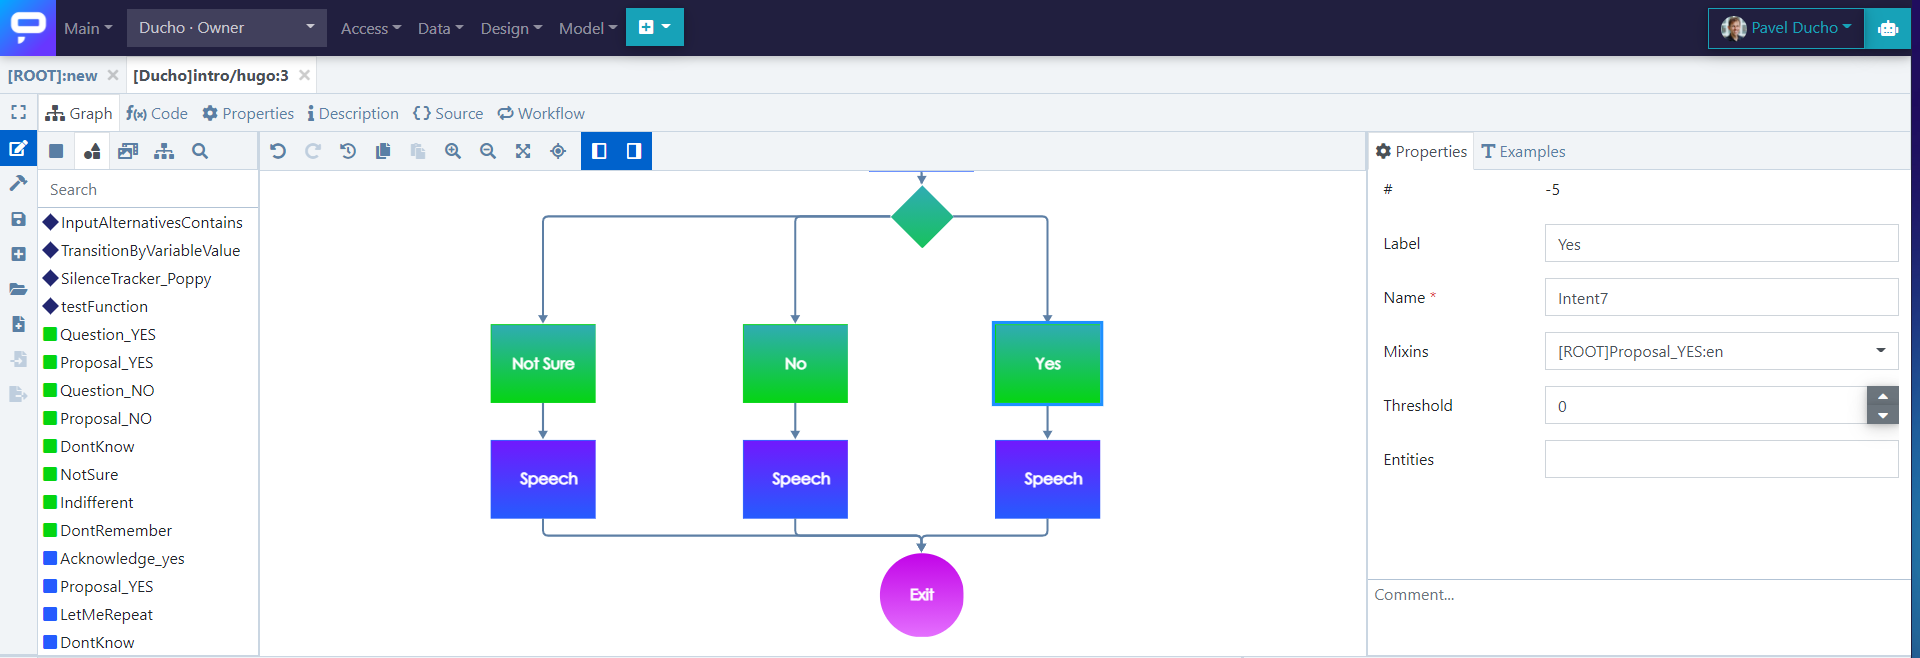 Main
Ducho · Owner
Access
Data
Design
Model
Pavel Ducho
[ROOT]:new
[Ducho]intro/hugo:3
Graph
f(x) Code
Properties
Description
{} Source
Workflow
Search
InputAlternativesContains
TransitionByVariableValue
SilenceTracker_Poppy
testFunction
Question_YES
Proposal_YES
Question_NO
Proposal_NO
DontKnow
NotSure
Indifferent
DontRemember
Acknowledge_yes
Proposal_YES
LetMeRepeat
DontKnow
Not Sure
No
Yes
Speech
Speech
Speech
Exit
Properties
Examples
# -5
Label Yes
Name * Intent7
Mixins [ROOT]Proposal_YES:en
Threshold 0
Entities
Comment...